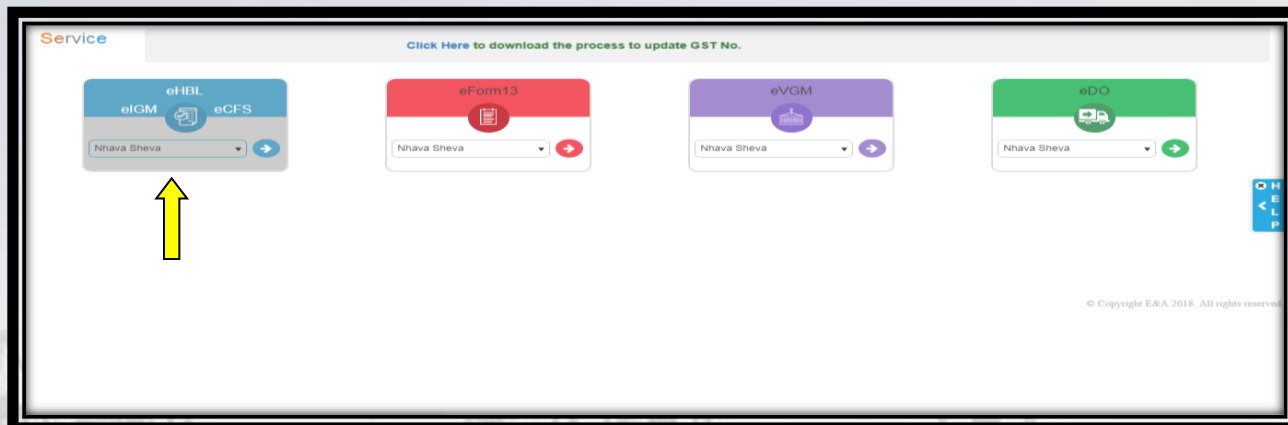 Service
Click Here to download the process to update GST No.
eHBL
eIGM eCFS
Nhava Sheva
eForm13
Nhava Sheva
eVGM
Nhava Sheva
eDO
Nhava Sheva
HELP
© Copyright E&A 2018. All rights reserved